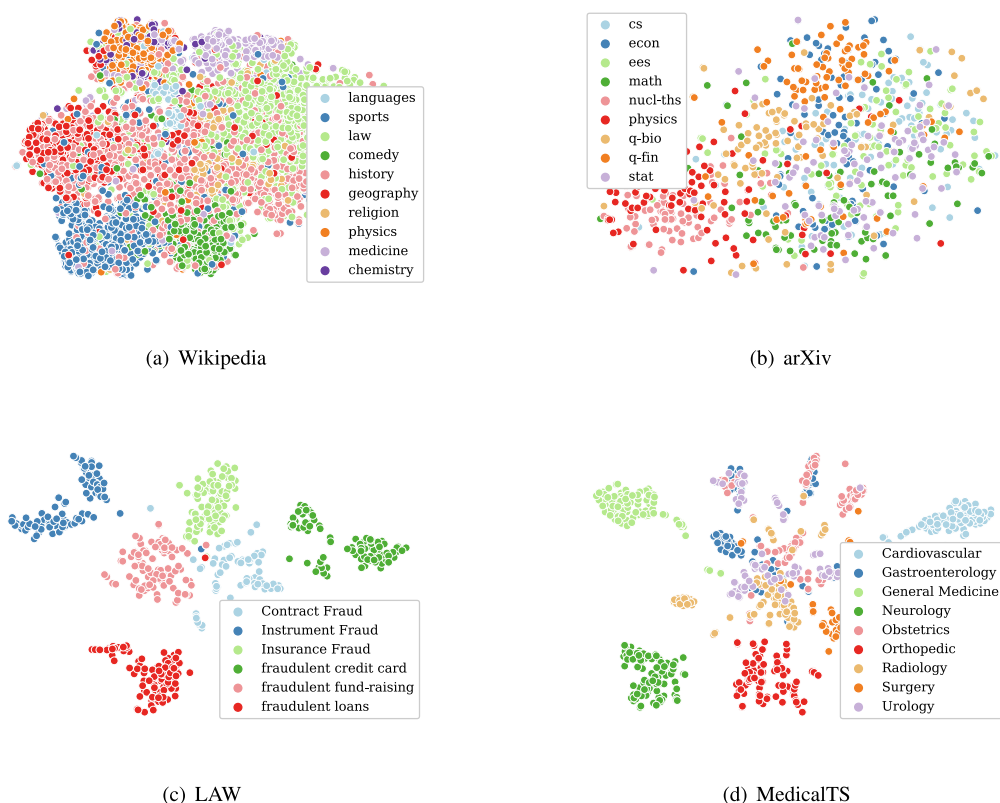 languages
sports
law
comedy
history
geography
religion
physics
medicine
chemistry
(a) Wikipedia
cs
econ
ees
math
nucl-ths
physics
q-bio
q-fin
stat
(b) arXiv
Contract Fraud
Instrument Fraud
Insurance Fraud
fraudulent credit card
fraudulent fund-raising
fraudulent loans
(c) LAW
Cardiovascular
Gastroenterology
General Medicine
Neurology
Obstetrics
Orthopedic
Radiology
Surgery
Urology
(d) MedicalTS